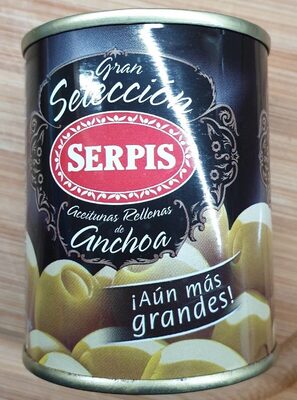 Gran
Selección
SERPIS
Aceitunas Rellenas
de
Anchoa
¡Aún más
grandes!